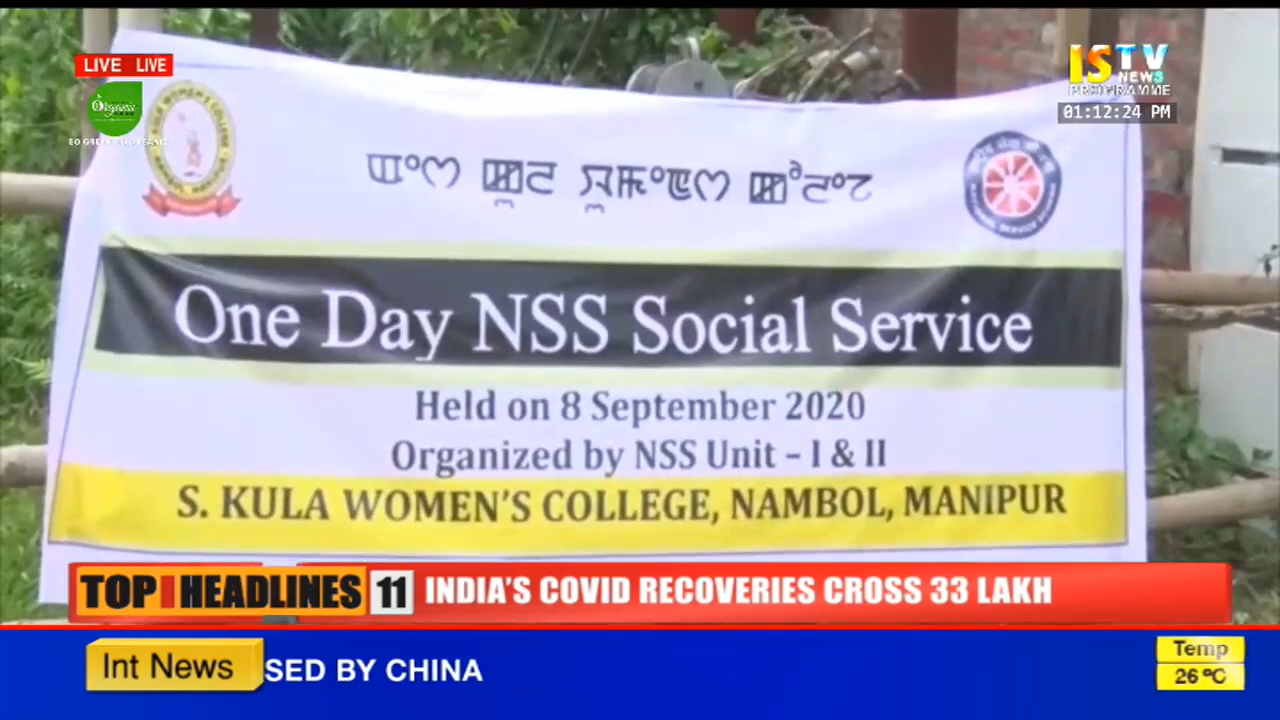 LIVE LIVE
ISTV
NEWS
PROGRAMME
01:12:24 PM
Organic
One Day NSS Social Service
Held on 8 September 2020
Organized by NSS Unit – I & II
S. KULA WOMEN'S COLLEGE, NAMBOL, MANIPUR
TOP HEADLINES 11 INDIA'S COVID RECOVERIES CROSS 33 LAKH
Int News SED BY CHINA
Temp
26 °C